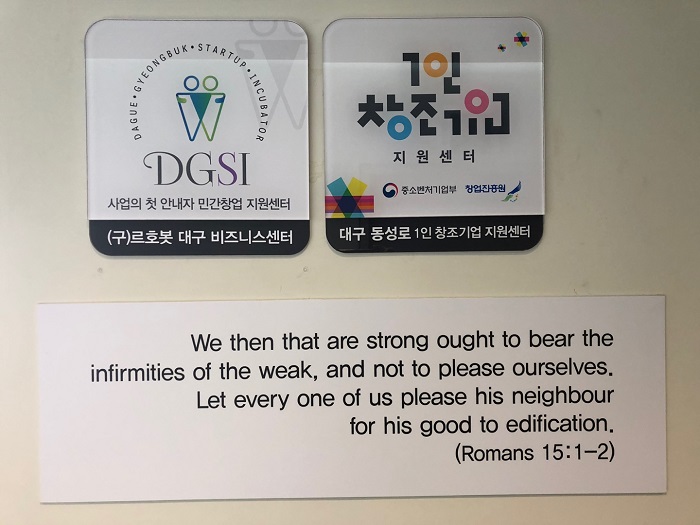 DAGUE • GYEONGBUK • STARTUP • INCUBATOR
DGSI
사업의 첫 안내자 민간창업 지원센터
(구)르호봇 대구 비즈니스센터
1인
창조기업
지원센터
중소벤처기업부 창업진흥원
대구 동성로 1인 창조기업 지원센터
We then that are strong ought to bear the
infirmities of the weak, and not to please ourselves.
Let every one of us please his neighbour
for his good to edification.
(Romans 15:1-2)